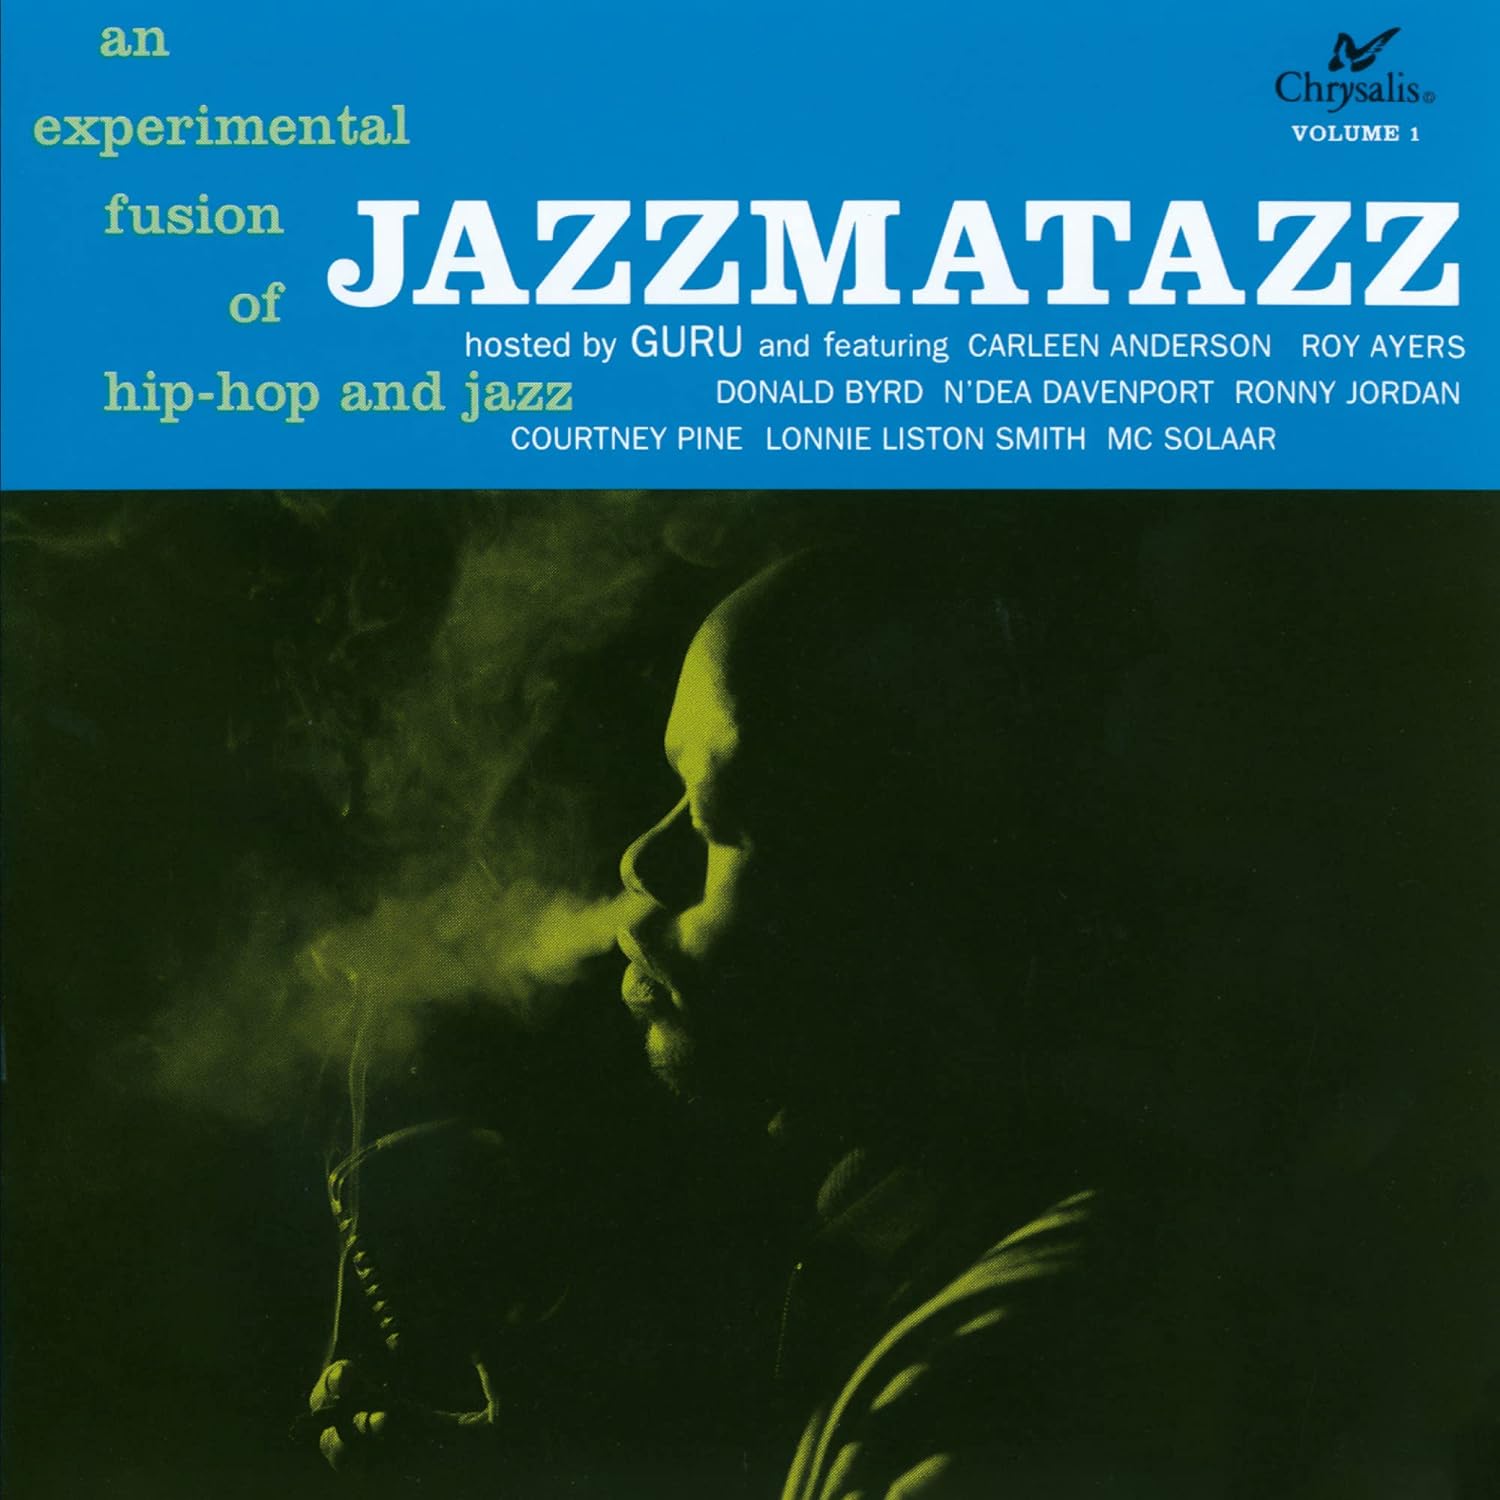 an
experimental
fusion
of
hip-hop and jazz
Chrysalis®
VOLUME 1
JAZZMATAZZ
hosted by GURU and featuring CARLEEN ANDERSON ROY AYERS
DONALD BYRD N'DEA DAVENPORT RONNY JORDAN
COURTNEY PINE LONNIE LISTON SMITH MC SOLAAR